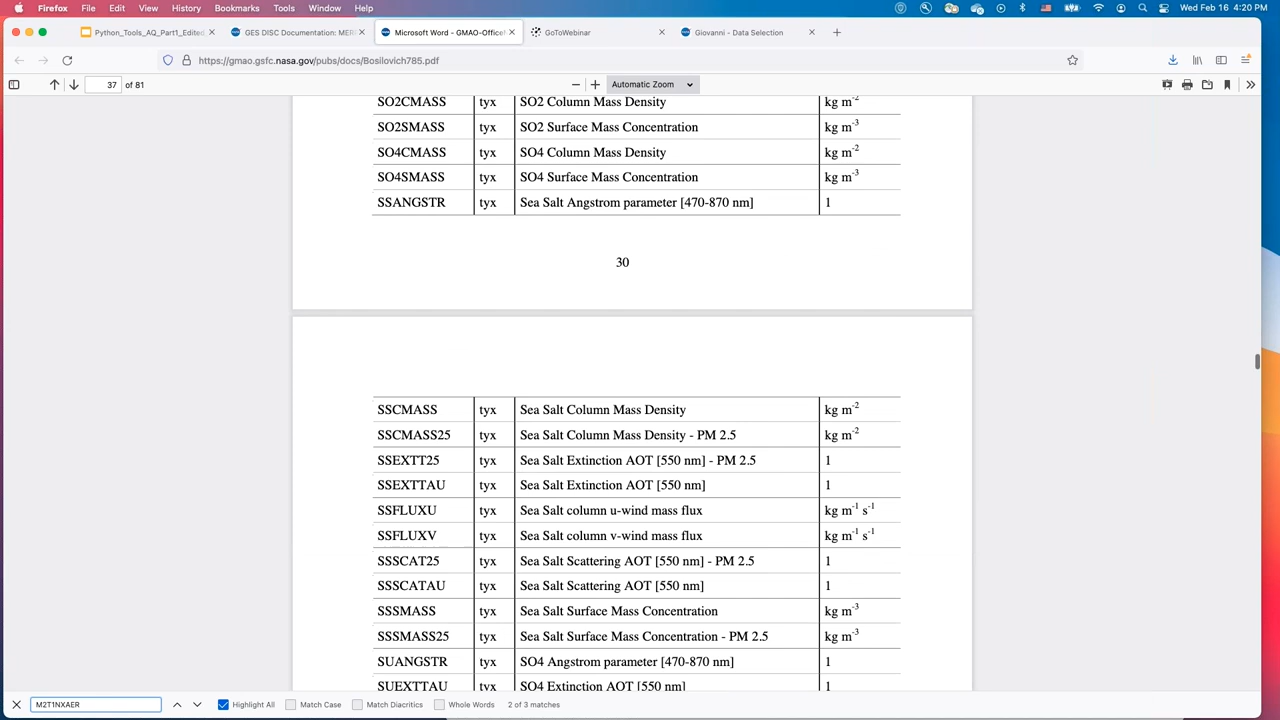 Firefox File Edit View History Bookmarks Tools Window Help Wed Feb 16 4:20 PM
Python_Tools_AQ_Part1_Edited GES DISC Documentation: MER Microsoft Word - GMAO-OfficeN GoToWebinar Giovanni - Data Selection
https://gmao.gsfc.nasa.gov/pubs/docs/Bosilovich785.pdf
37 of 81 Automatic Zoom
SO2CMASS tyx SO2 Column Mass Density kg m-2
SO2SMASS tyx SO2 Surface Mass Concentration kg m-3
SO4CMASS tyx SO4 Column Mass Density kg m-2
SO4SMASS tyx SO4 Surface Mass Concentration kg m-3
SSANGSTR tyx Sea Salt Angstrom parameter [470-870 nm] 1
30
SSCMASS tyx Sea Salt Column Mass Density kg m-2
SSCMASS25 tyx Sea Salt Column Mass Density - PM 2.5 kg m-2
SSEXTT25 tyx Sea Salt Extinction AOT [550 nm] - PM 2.5 1
SSEXTTAU tyx Sea Salt Extinction AOT [550 nm] 1
SSFLUXU tyx Sea Salt column u-wind mass flux kg m-1 s-1
SSFLUXV tyx Sea Salt column v-wind mass flux kg m-1 s-1
SSSCAT25 tyx Sea Salt Scattering AOT [550 nm] - PM 2.5 1
SSSCATAU tyx Sea Salt Scattering AOT [550 nm] 1
SSSMASS tyx Sea Salt Surface Mass Concentration kg m-3
SSSMASS25 tyx Sea Salt Surface Mass Concentration - PM 2.5 kg m-3
SUANGSTR tyx SO4 Angstrom parameter [470-870 nm] 1
SUEXTTAU tyx SO4 Extinction AOT [550 nm] 1
M2T1NXAER Highlight All Match Case Match Diacritics Whole Words 2 of 3 matches